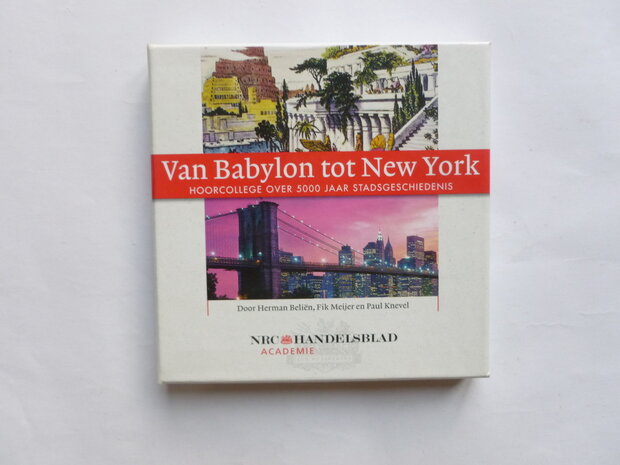 Van Babylon tot New York
HOORCOLLEGE OVER 5000 JAAR STADSGESCHIEDENIS
Door Herman Beliën, Fik Meijer en Paul Knevel
NRC HANDELSBLAD
ACADEMIE